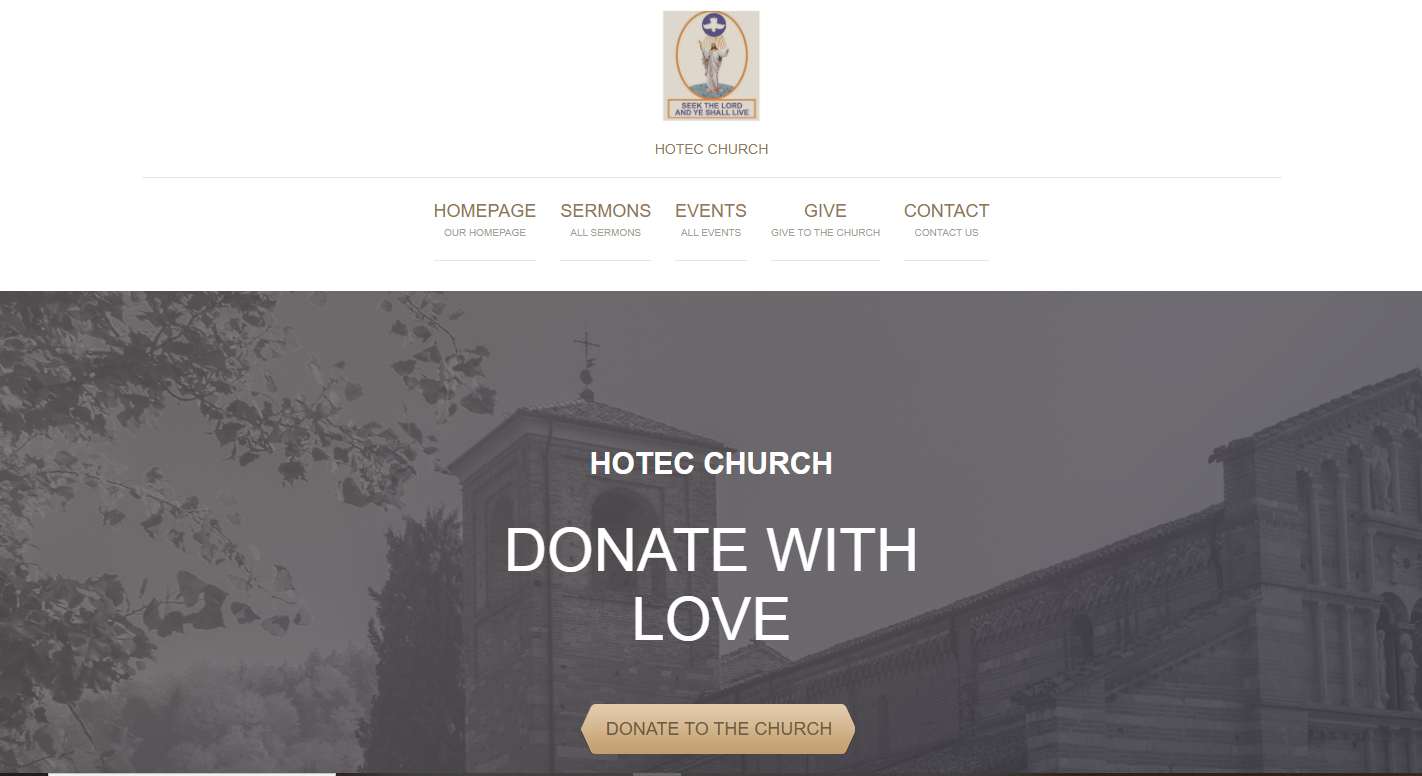 SEEK THE LORD
AND YE SHALL LIVE
HOTEC CHURCH
HOMEPAGE
OUR HOMEPAGE
SERMONS
ALL SERMONS
EVENTS
ALL EVENTS
GIVE
GIVE TO THE CHURCH
CONTACT
CONTACT US
HOTEC CHURCH
DONATE WITH
LOVE
DONATE TO THE CHURCH